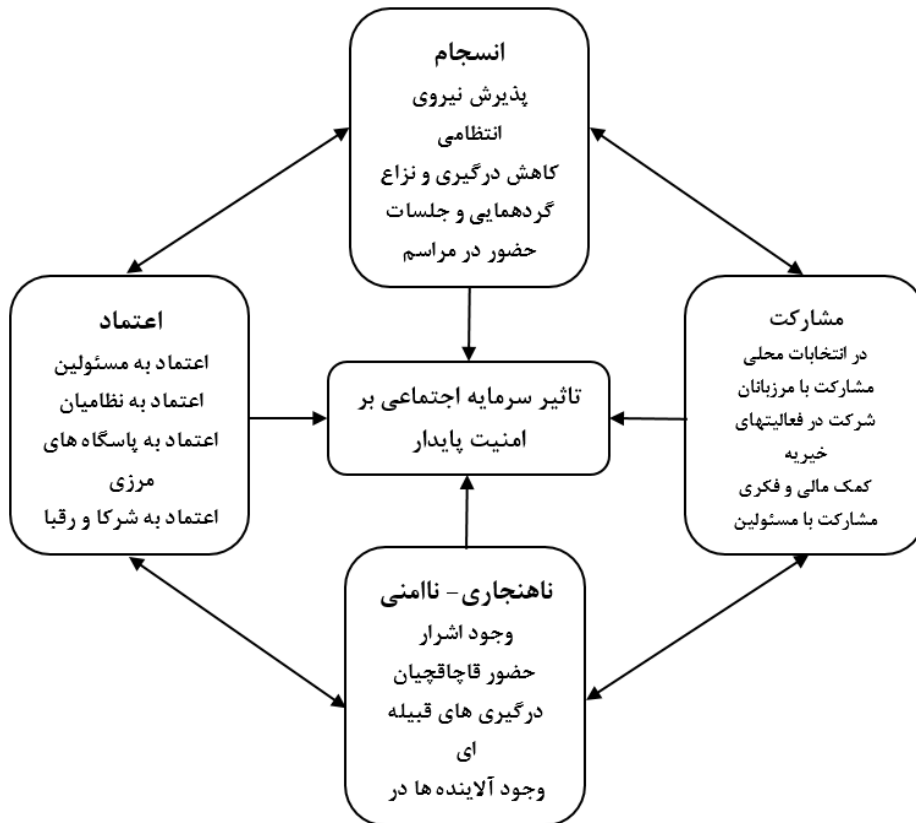 انسجام
پذیرش نیروی
انتظامی
کاهش درگیری و نزاع
گردهمایی و جلسات
حضور در مراسم
مشارکت
در انتخابات محلی
مشارکت با مرزبانان
شرکت در فعالیتهای
خیریه
کمک مالی و فکری
مشارکت با مسئولین
تاثیر سرمایه اجتماعی بر
امنیت پایدار
اعتماد
اعتماد به مسئولین
اعتماد به نظامیان
اعتماد به پاسگاه های
مرزی
اعتماد به شرکا و رقبا
ناهنجاری- ناامنی
وجود اشرار
حضور قاچاقچیان
درگیری های قبیله
ای
وجود آلاینده ها در